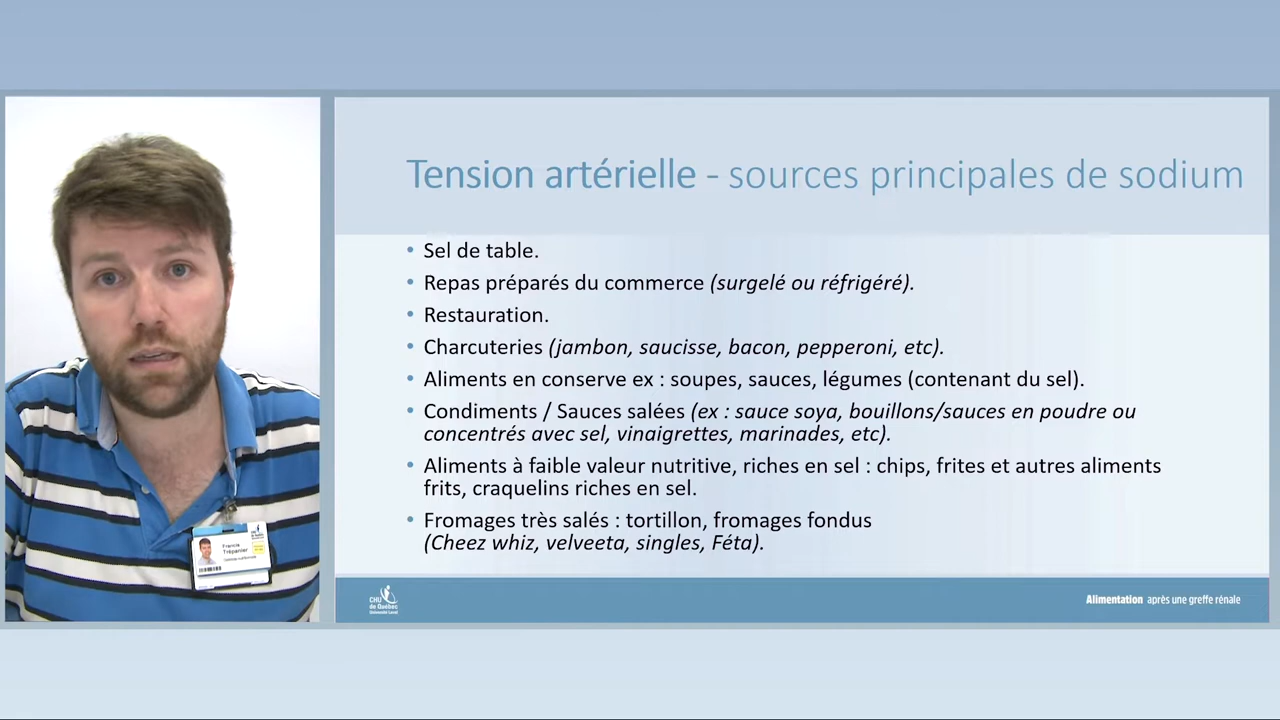 Tension artérielle - sources principales de sodium
• Sel de table.
• Repas préparés du commerce (surgelé ou réfrigéré).
• Restauration.
• Charcuteries (jambon, saucisse, bacon, pepperoni, etc).
• Aliments en conserve ex : soupes, sauces, légumes (contenant du sel).
• Condiments / Sauces salées (ex : sauce soya, bouillons/sauces en poudre ou
concentrés avec sel, vinaigrettes, marinades, etc).
• Aliments à faible valeur nutritive, riches en sel : chips, frites et autres aliments
frits, craquelins riches en sel.
• Fromages très salés : tortillon, fromages fondus
(Cheez whiz, velveeta, singles, Féta).
Francis
Trépanier
CHU
de Québec
Université Laval
Alimentation après une greffe rénale